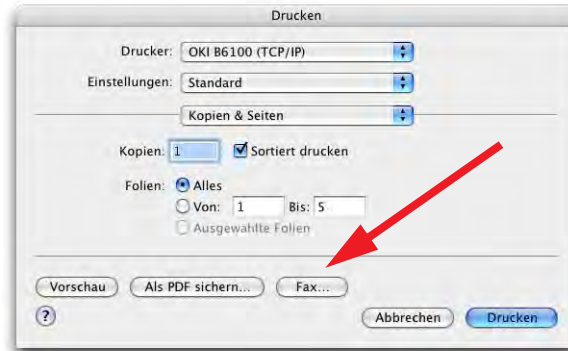 Drucken
Drucker: OKI B6100 (TCP/IP)
Einstellungen: Standard
Kopien & Seiten
Kopien: 1 Sortiert drucken
Folien: Alles
Von: 1 Bis: 5
Ausgewählte Folien
Vorschau Als PDF sichern... Fax...
? Abbrechen Drucken